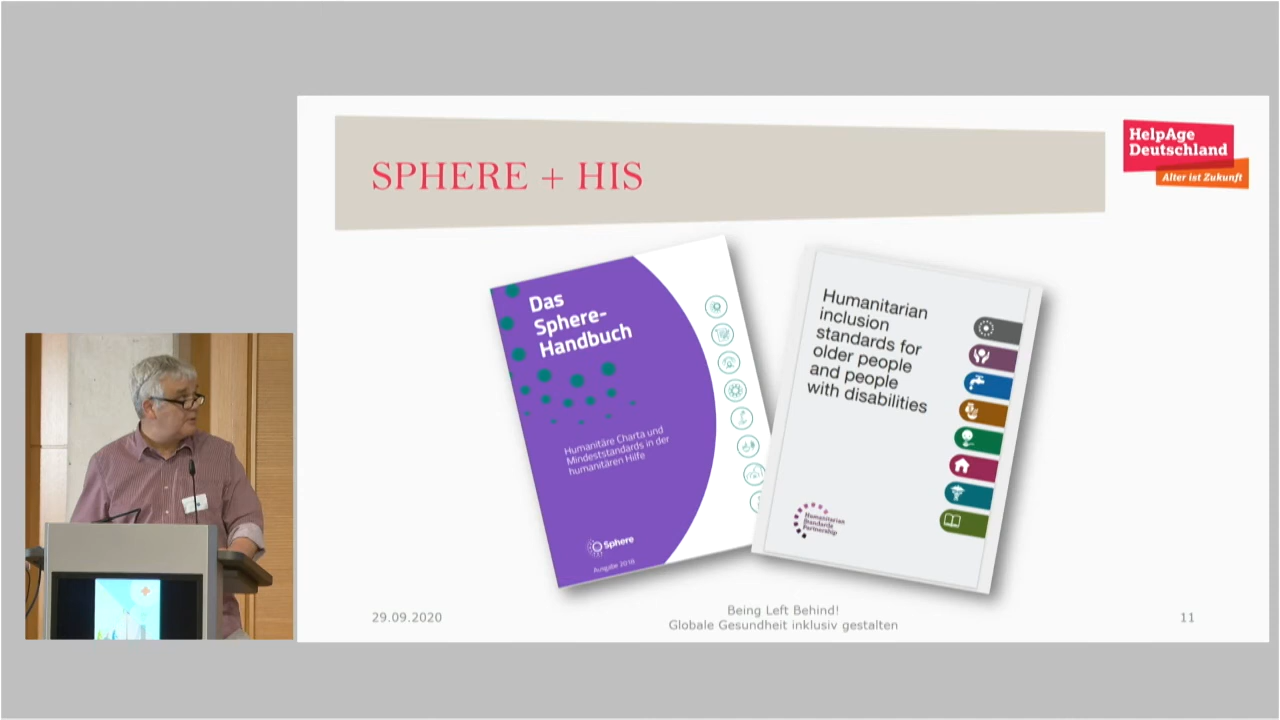 SPHERE + HIS
HelpAge
Deutschland
Alter ist Zukunft
Das
Sphere-
Handbuch
Humanitäre Charta und
Mindeststandards in der
humanitären Hilfe
Sphere
Ausgabe 2018
Humanitarian
inclusion
standards for
older people
and people
with disabilities
Humanitarian
Standards
Partnership
29.09.2020
Being Left Behind!
Globale Gesundheit inklusiv gestalten
11